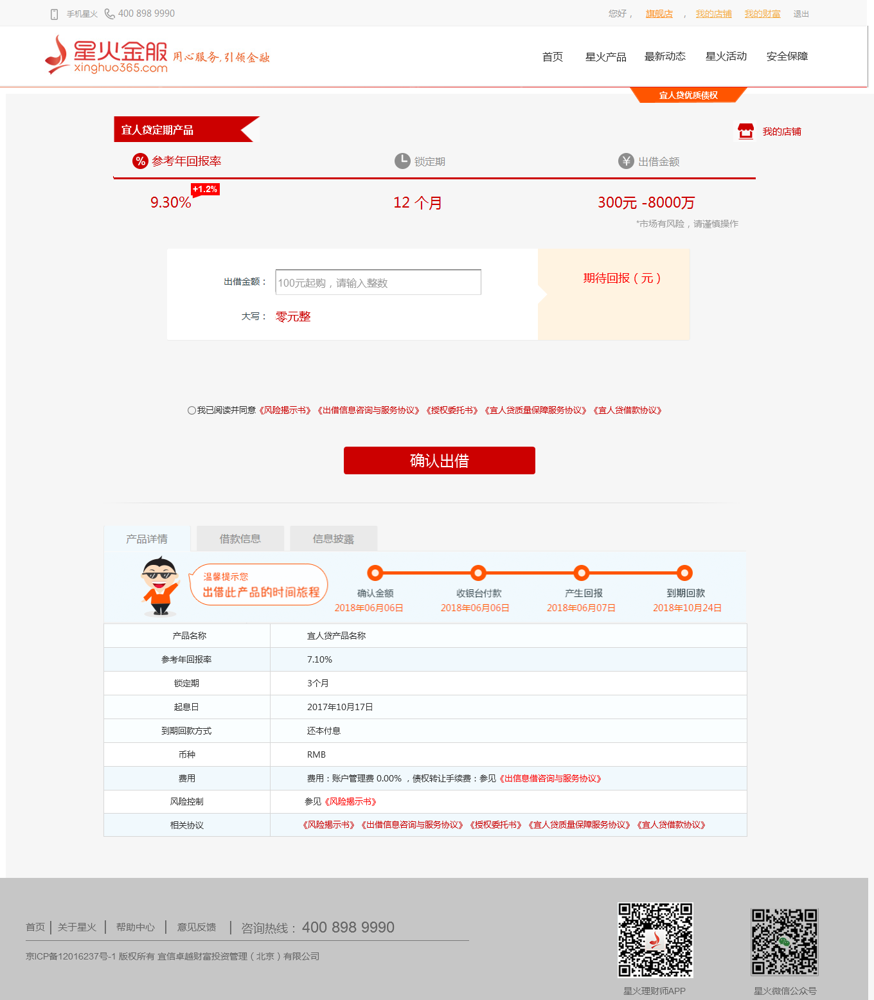 手机星火 400 898 9990 您好， 旗舰店 ， 我的店铺 我的财富 退出
星火金服 用心服务,引领金融
xinghuo365.com
首页 星火产品 最新动态 星火活动 安全保障
宜人贷优质债权
宜人贷定期产品
我的店铺
% 参考年回报率 锁定期 ¥ 出借金额
9.30% +1.2% 12 个月 300元 -8000万
*市场有风险，请谨慎操作
出借金额： 100元起购，请输入整数 期待回报（元）
大写： 零元整
我已阅读并同意《风险揭示书》《出借信息咨询与服务协议》《授权委托书》《宜人贷质量保障服务协议》《宜人贷借款协议》
确认出借
产品详情 借款信息 信息披露
温馨提示您
出借此产品的时间旅程
确认金额 收银台付款 产生回报 到期回款
2018年06月06日 2018年06月06日 2018年06月07日 2018年10月24日
产品名称 宜人贷产品名称
参考年回报率 7.10%
锁定期 3个月
起息日 2017年10月17日
到期回款方式 还本付息
币种 RMB
费用 费用：账户管理费 0.00% ，债权转让手续费：参见《出信息借咨询与服务协议》
风险控制 参见《风险揭示书》
相关协议 《风险揭示书》《出借信息咨询与服务协议》《授权委托书》《宜人贷质量保障服务协议》《宜人贷借款协议》
首页 | 关于星火 | 帮助中心 | 意见反馈 | 咨询热线： 400 898 9990
京ICP备12016237号-1 版权所有 宜信卓越财富投资管理（北京）有限公司
星火理财师APP 星火微信公众号